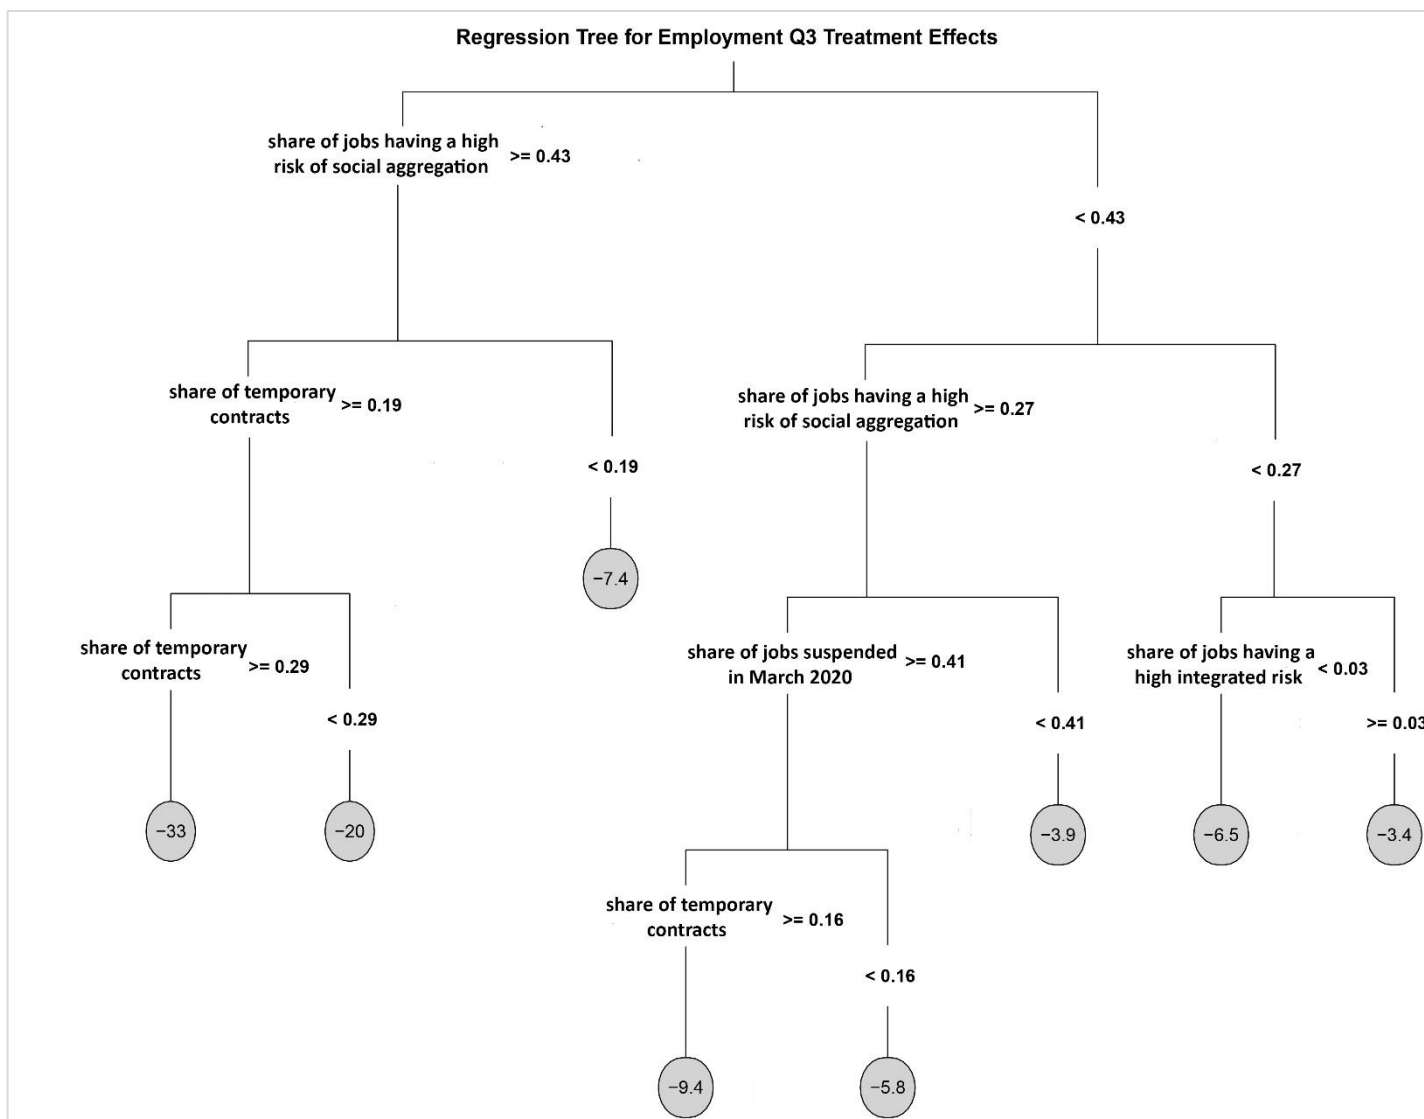 Regression Tree for Employment Q3 Treatment Effects
share of jobs having a high
risk of social aggregation
>= 0.43
< 0.43
share of temporary
contracts
>= 0.19
< 0.19
share of jobs having a high
risk of social aggregation
>= 0.27
< 0.27
−7.4
share of temporary
contracts
>= 0.29
< 0.29
share of jobs suspended
in March 2020
>= 0.41
< 0.41
share of jobs having a
high integrated risk
< 0.03
>= 0.03
−33
−20
−3.9
−6.5
−3.4
share of temporary
contracts
>= 0.16
< 0.16
−9.4
−5.8